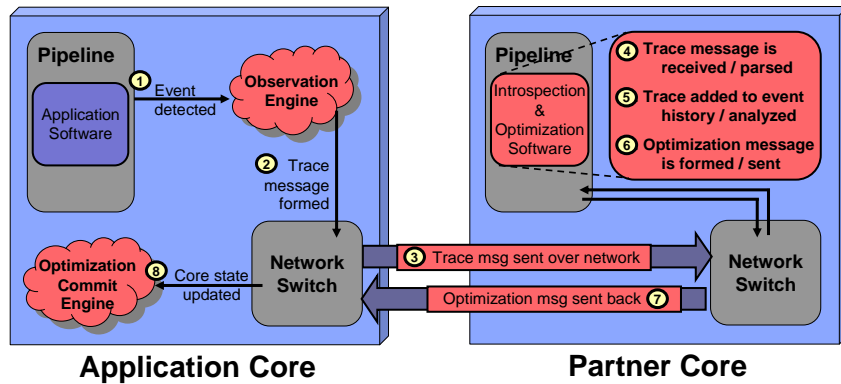 Pipeline
1
Event
detected
Application
Software
Observation
Engine
2
Trace
message
formed
Network
Switch
Optimization
Commit
Engine
8
Core state
updated
Application Core
3
Trace msg sent over network
Optimization msg sent back
7
Pipeline
Introspection
&
Optimization
Software
4
Trace message is
received / parsed
5
Trace added to event
history / analyzed
6
Optimization message
is formed / sent
Network
Switch
Partner Core